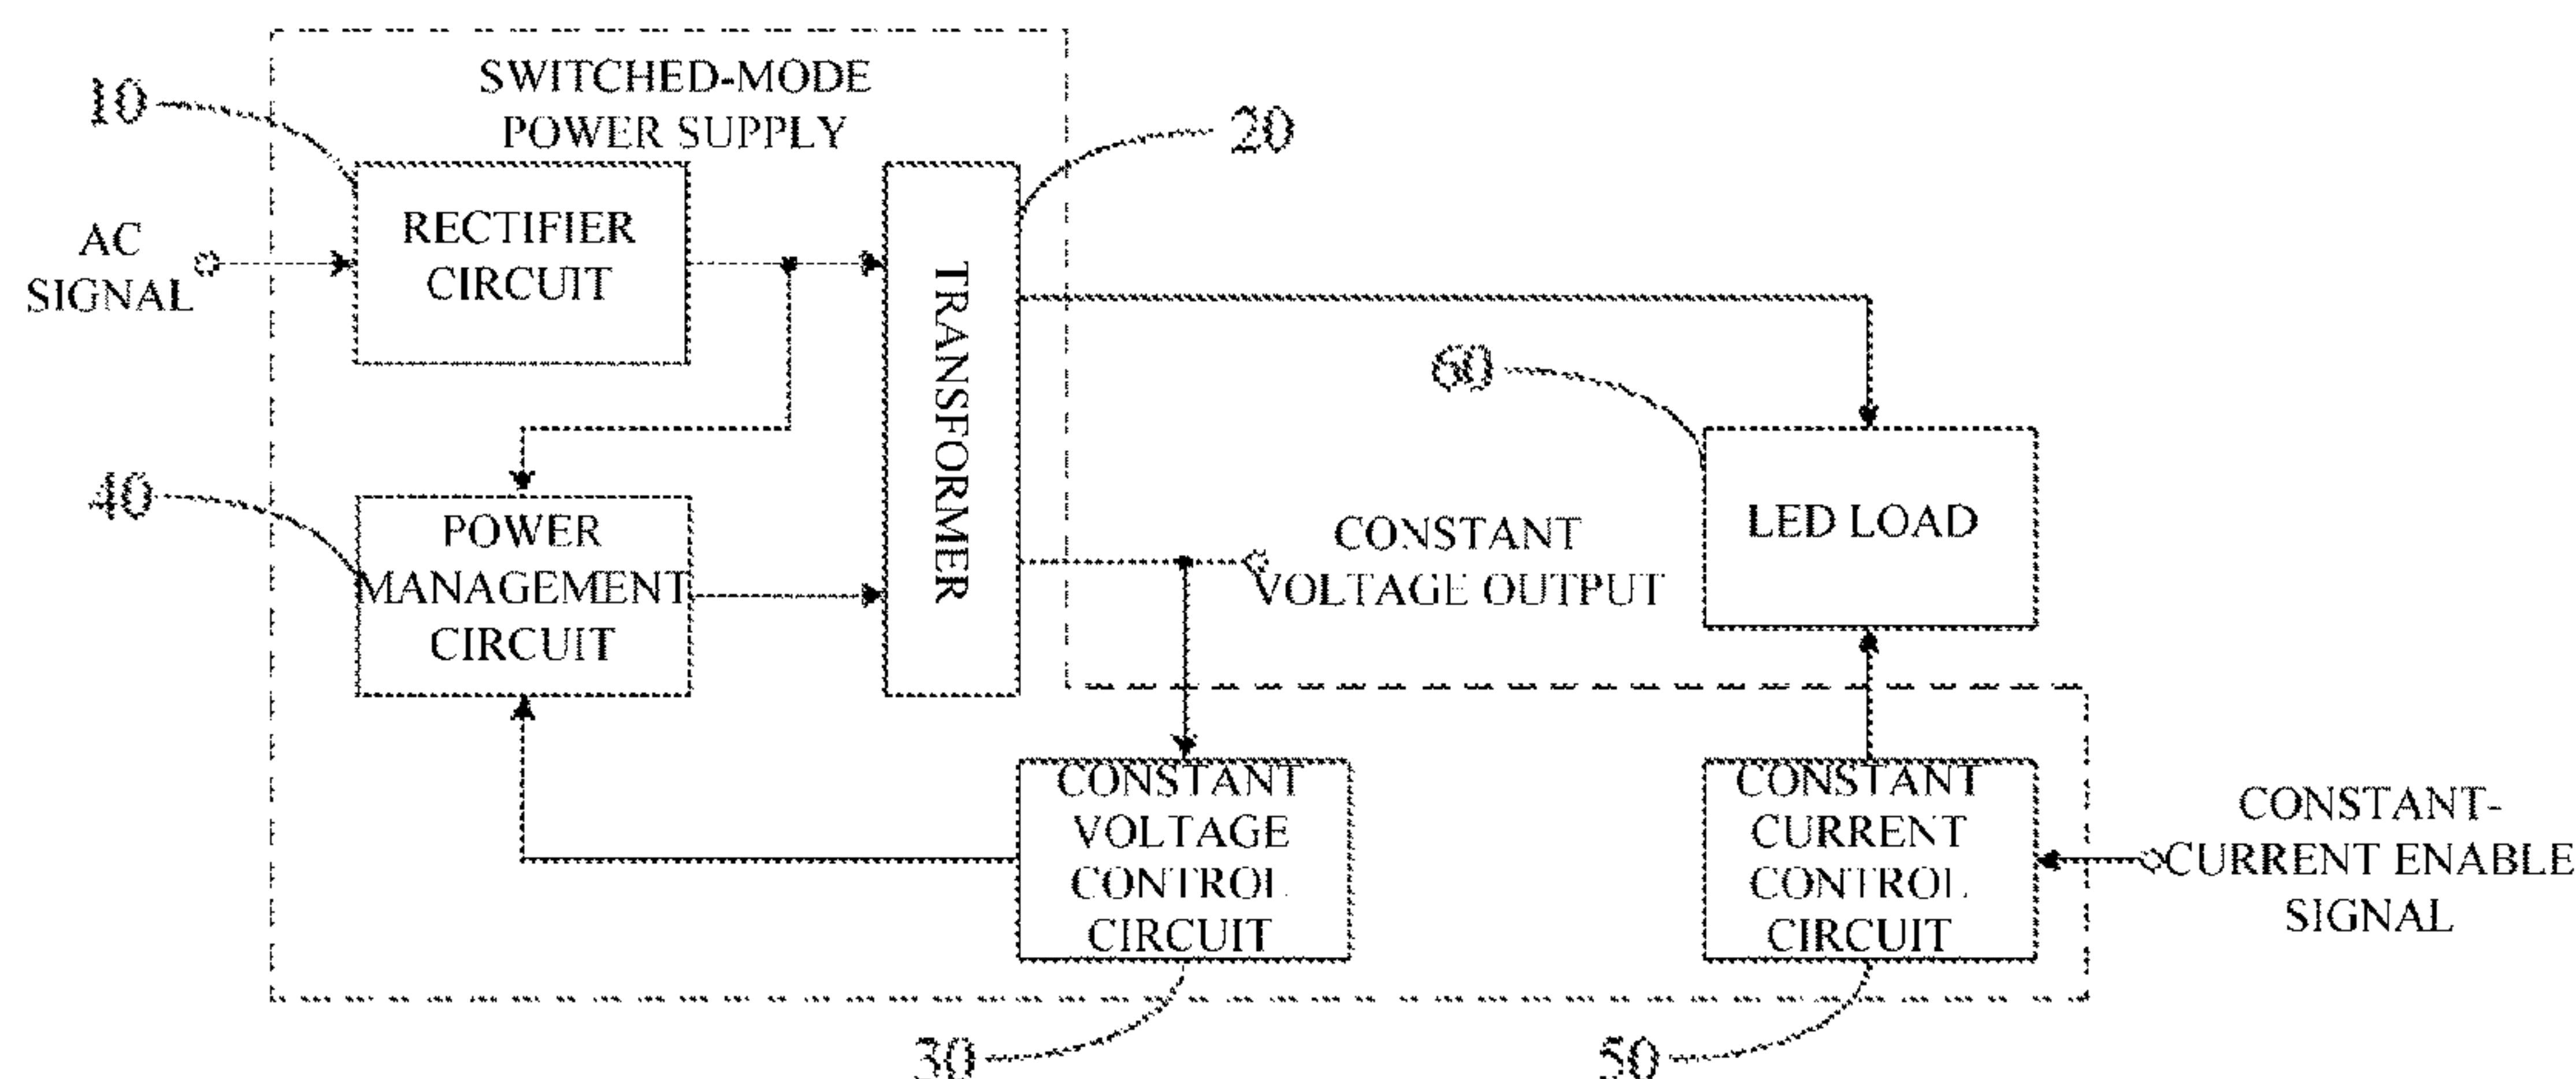 SWITCHED-MODE
POWER SUPPLY
10
20
AC
SIGNAL
RECTIFIER
CIRCUIT
TRANSFORMER
60
40
POWER
MANAGEMENT
CIRCUIT
CONSTANT
VOLTAGE OUTPUT
LED LOAD
CONSTANT
VOLTAGE
CONTROL
CIRCUIT
CONSTANT
CURRENT
CONTROL
CIRCUIT
CONSTANT-
CURRENT ENABLE
SIGNAL
30
50